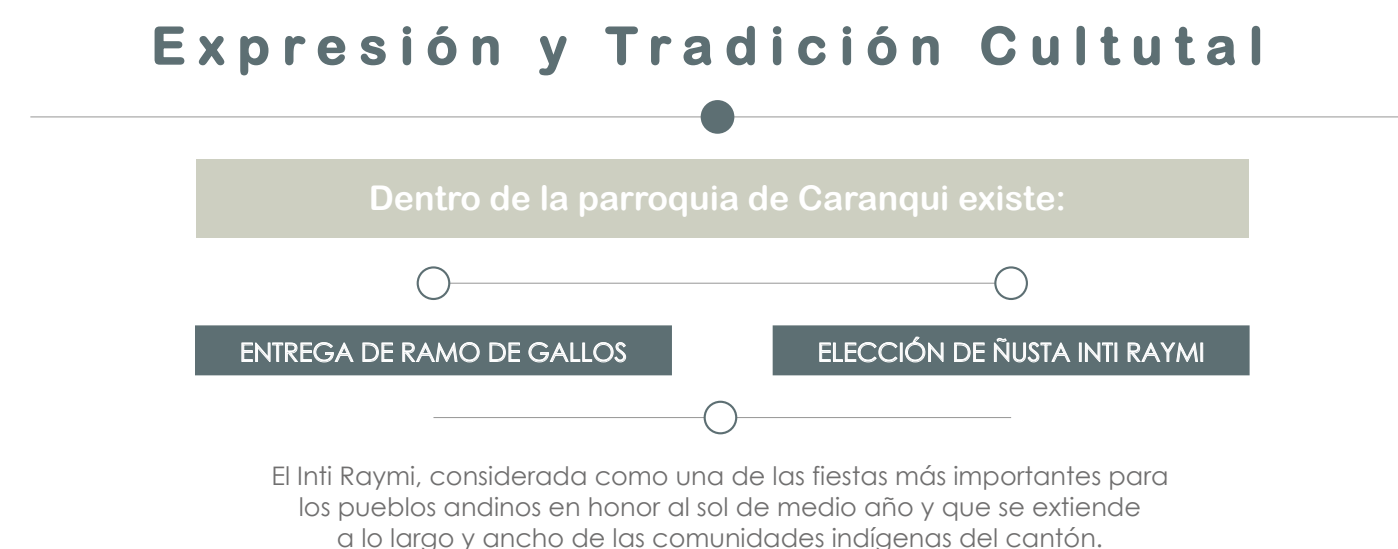 Expresión y Tradición Cultutal
Dentro de la parroquia de Caranqui existe:
ENTREGA DE RAMO DE GALLOS
ELECCIÓN DE ÑUSTA INTI RAYMI
El Inti Raymi, considerada como una de las fiestas más importantes para
los pueblos andinos en honor al sol de medio año y que se extiende
a lo largo y ancho de las comunidades indígenas del cantón.